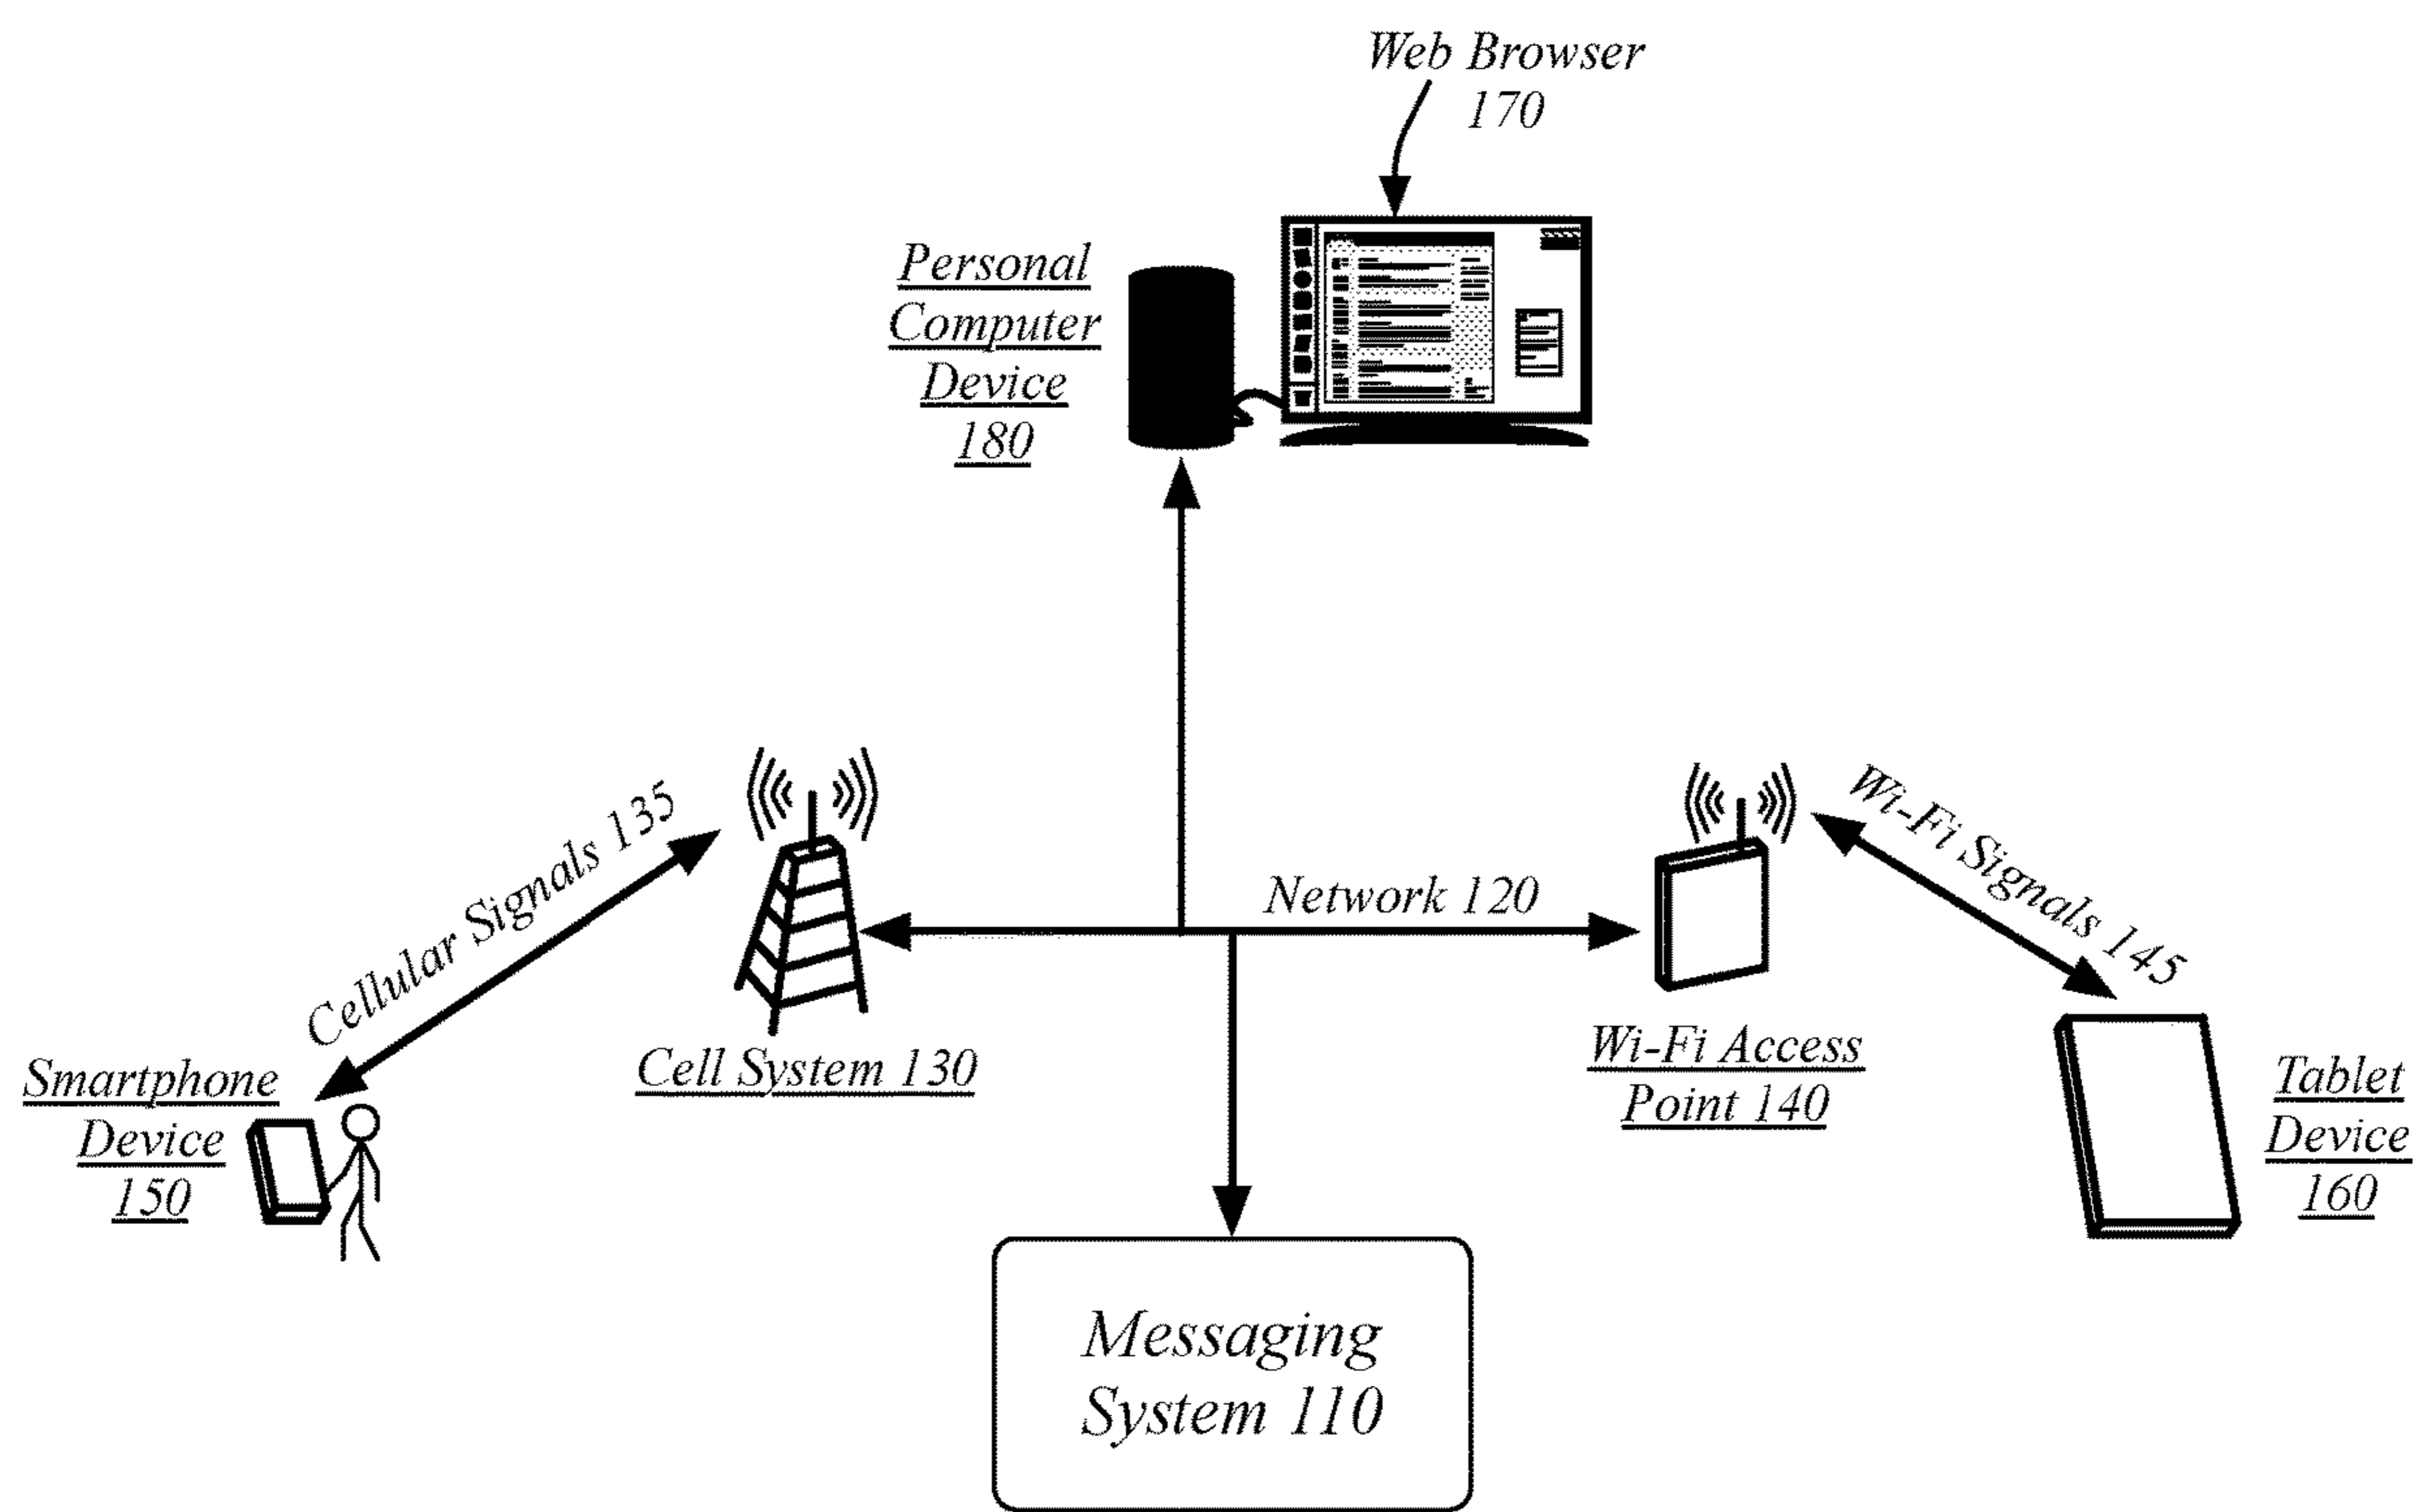 Web Browser
170
Personal
Computer
Device
180
Cellular Signals 135
Network 120
Wi-Fi Signals 145
Smartphone
Device
150
Cell System 130
Wi-Fi Access
Point 140
Tablet
Device
160
Messaging
System 110